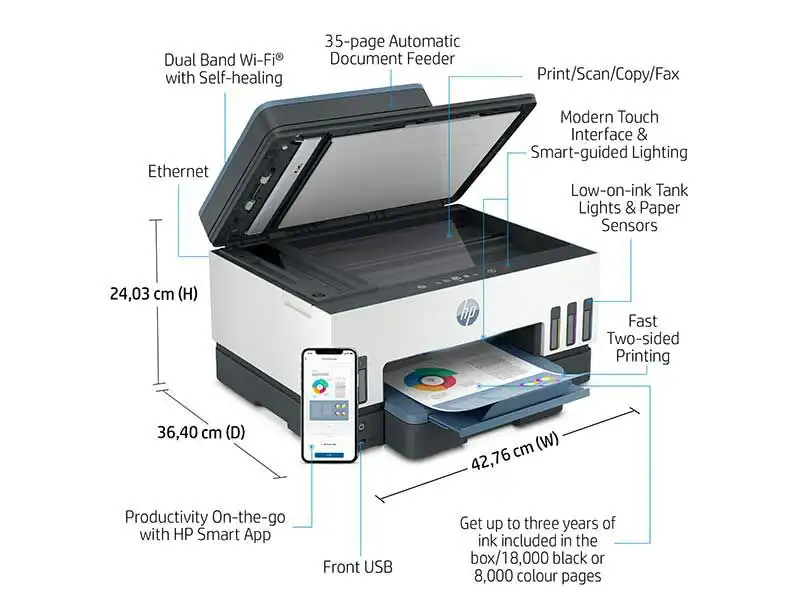 35-page Automatic
Document Feeder
Dual Band Wi-Fi®
with Self-healing
Print/Scan/Copy/Fax
Modern Touch
Interface &
Smart-guided Lighting
Ethernet
Low-on-ink Tank
Lights & Paper
Sensors
24,03 cm (H)
hp
Fast
Two-sided
Printing
36,40 cm (D)
42,76 cm (W)
Productivity On-the-go
with HP Smart App
Front USB
Get up to three years of
ink included in the
box/18,000 black or
8,000 colour pages